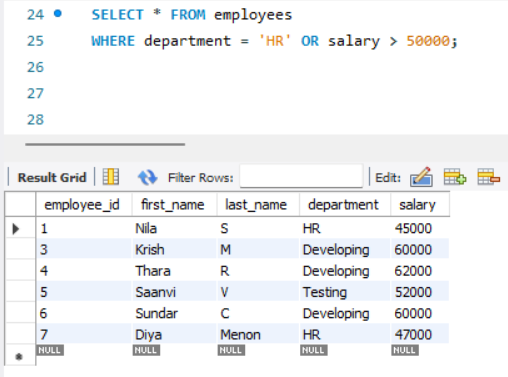 24 SELECT * FROM employees
25 WHERE department = 'HR' OR salary > 50000;
26
27
28
Result Grid Filter Rows: Edit:
employee_id first_name last_name department salary
1 Nila S HR 45000
3 Krish M Developing 60000
4 Thara R Developing 62000
5 Saanvi V Testing 52000
6 Sundar C Developing 60000
7 Diya Menon HR 47000
NULL NULL NULL NULL NULL